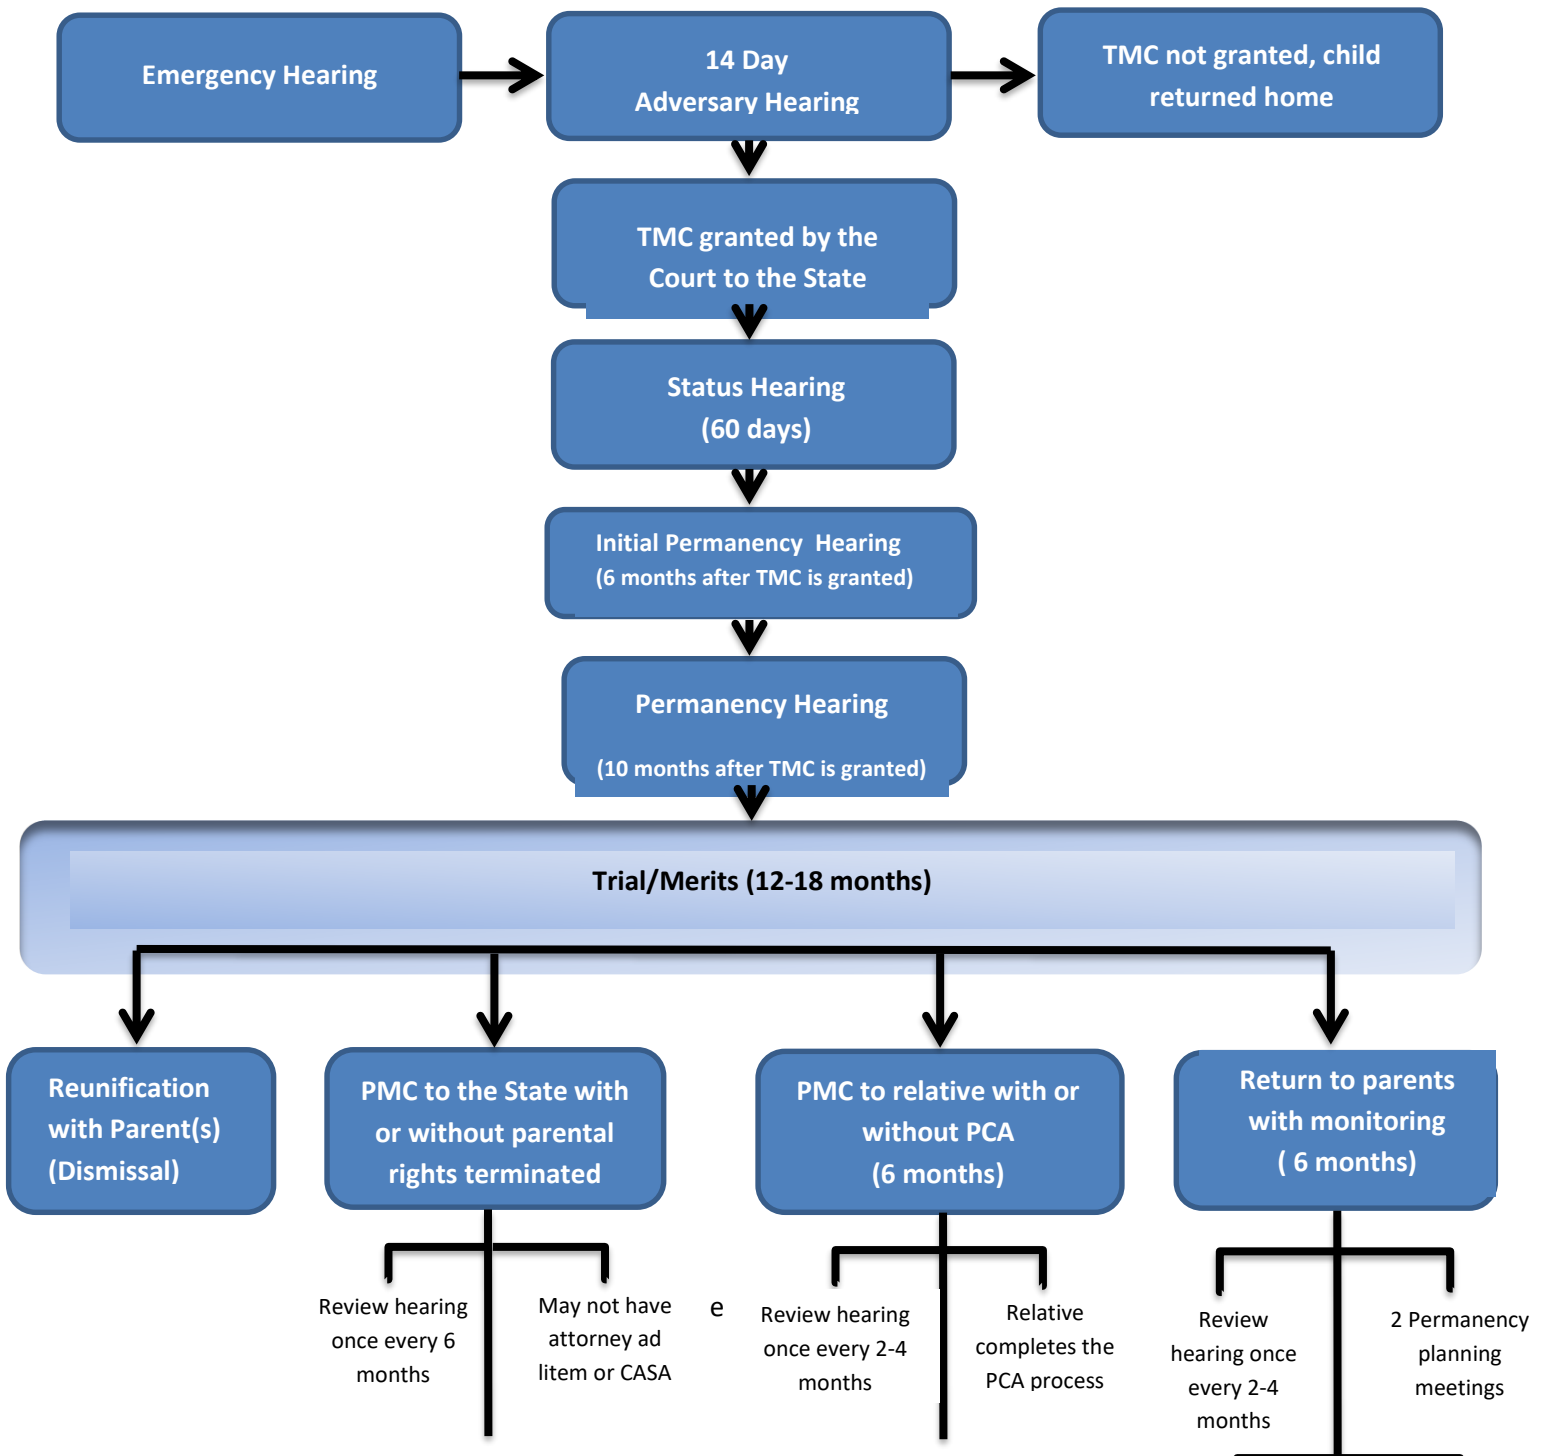 Emergency Hearing
14 Day
Adversary Hearing
TMC not granted, child
returned home
TMC granted by the
Court to the State
Status Hearing
(60 days)
Initial Permanency Hearing
(6 months after TMC is granted)
Permanency Hearing
(10 months after TMC is granted)
Trial/Merits (12-18 months)
Reunification
with Parent(s)
(Dismissal)
PMC to the State with
or without parental
rights terminated
PMC to relative with or
without PCA
(6 months)
Return to parents
with monitoring
( 6 months)
Review hearing
once every 6
months
May not have
attorney ad
litem or CASA
e
Review hearing
once every 2-4
months
Relative
completes the
PCA process
Review
hearing once
every 2-4
months
2 Permanency
planning
meetings